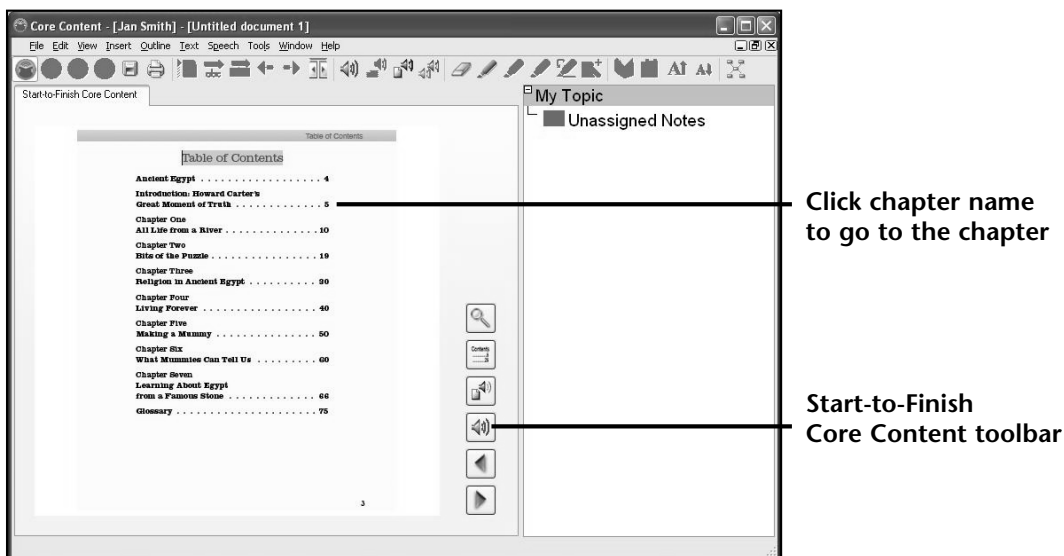 Core Content - [Jan Smith] - [Untitled document 1]
File Edit View Insert Outline Text Speech Tools Window Help
Start-to-Finish Core Content
My Topic
Unassigned Notes
Table of Contents
Table of Contents
Ancient Egypt . . . . . . . . . . . . . . . . . . 4
Introduction: Howard Carter's
Great Moment of Truth . . . . . . . . . . . . . 5
Chapter One
All Life from a River . . . . . . . . . . . . . . 10
Chapter Two
Bits of the Puzzle . . . . . . . . . . . . . . . . 19
Chapter Three
Religion in Ancient Egypt . . . . . . . . . . 30
Chapter Four
Living Forever . . . . . . . . . . . . . . . . . 40
Chapter Five
Making a Mummy . . . . . . . . . . . . . . . 50
Chapter Six
What Mummies Can Tell Us . . . . . . . . . 60
Chapter Seven
Learning About Egypt
from a Famous Stone . . . . . . . . . . . . . 66
Glossary . . . . . . . . . . . . . . . . . . . . . . 75
3
Contents
Click chapter name
to go to the chapter
Start-to-Finish
Core Content toolbar